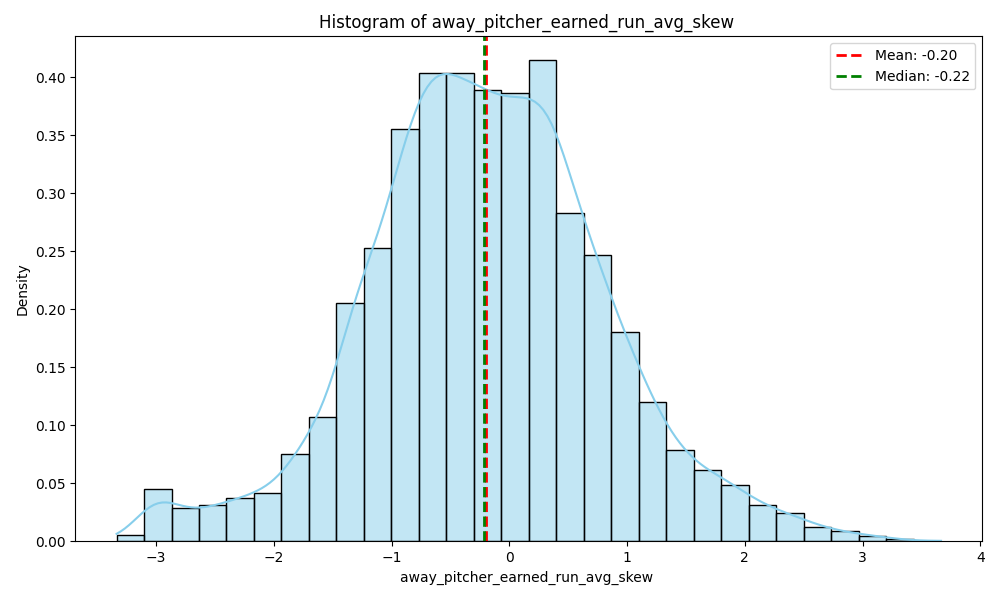 Histogram of away_pitcher_earned_run_avg_skew
Mean: -0.20
Median: -0.22
0.40
0.35
0.30
0.25
0.20
0.15
0.10
0.05
0.00
Density
−3 −2 −1 0 1 2 3 4
away_pitcher_earned_run_avg_skew